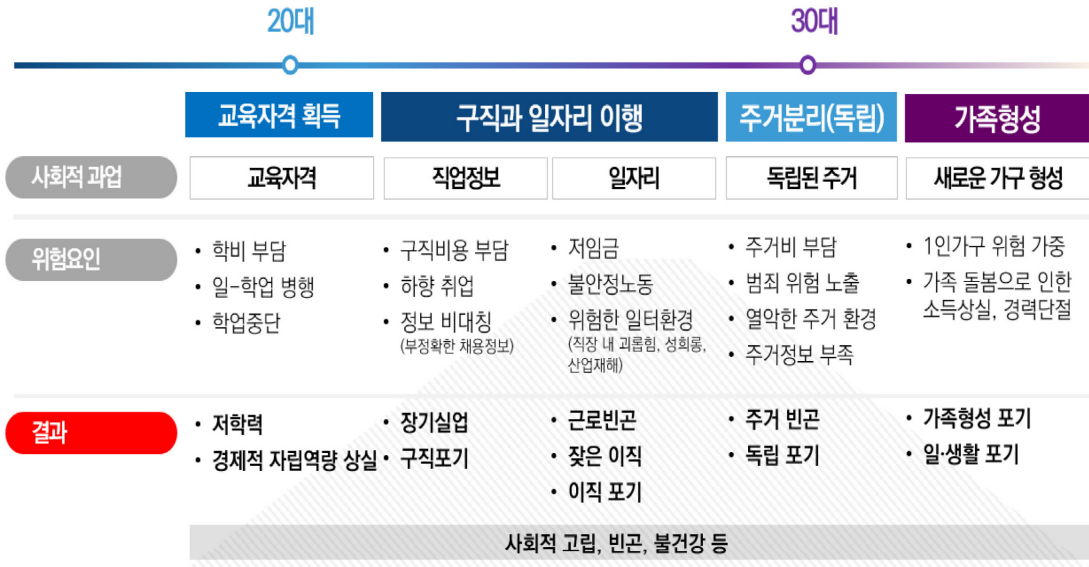 20대
30대
교육자격 획득
구직과 일자리 이행
주거분리(독립)
가족형성
사회적 과업
교육자격
직업정보
일자리
독립된 주거
새로운 가구 형성
위험요인
• 학비 부담
• 일-학업 병행
• 학업중단
• 구직비용 부담
• 하향 취업
• 정보 비대칭
(부정확한 채용정보)
• 저임금
• 불안정노동
• 위험한 일터환경
(직장 내 괴롭힘, 성희롱,
산업재해)
• 주거비 부담
• 범죄 위험 노출
• 열악한 주거 환경
• 주거정보 부족
• 1인가구 위험 가중
• 가족 돌봄으로 인한
소득상실, 경력단절
결과
• 저학력
• 경제적 자립역량 상실
• 장기실업
• 구직포기
• 근로빈곤
• 잦은 이직
• 이직 포기
• 주거 빈곤
• 독립 포기
• 가족형성 포기
• 일·생활 포기
사회적 고립, 빈곤, 불건강 등